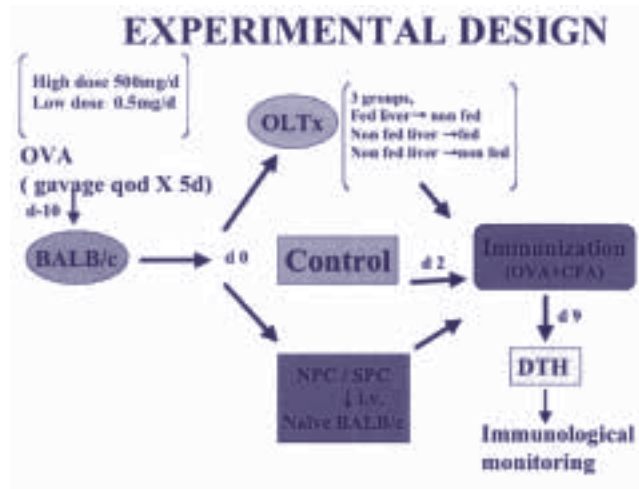 EXPERIMENTAL DESIGN
High dose 500mg/d
Low dose 0.5mg/d
OVA
( gavage qod X 5d)
d-10
BALB/c
d 0
OLTx
3 groups,
Fed liver→ non fed
Non fed liver →fed
Non fed liver →non fed
Control
d 2
Immunization
(OVA+CFA)
NPC / SPC
↓ i.v.
Naïve BALB/c
d 9
DTH
Immunological
monitoring